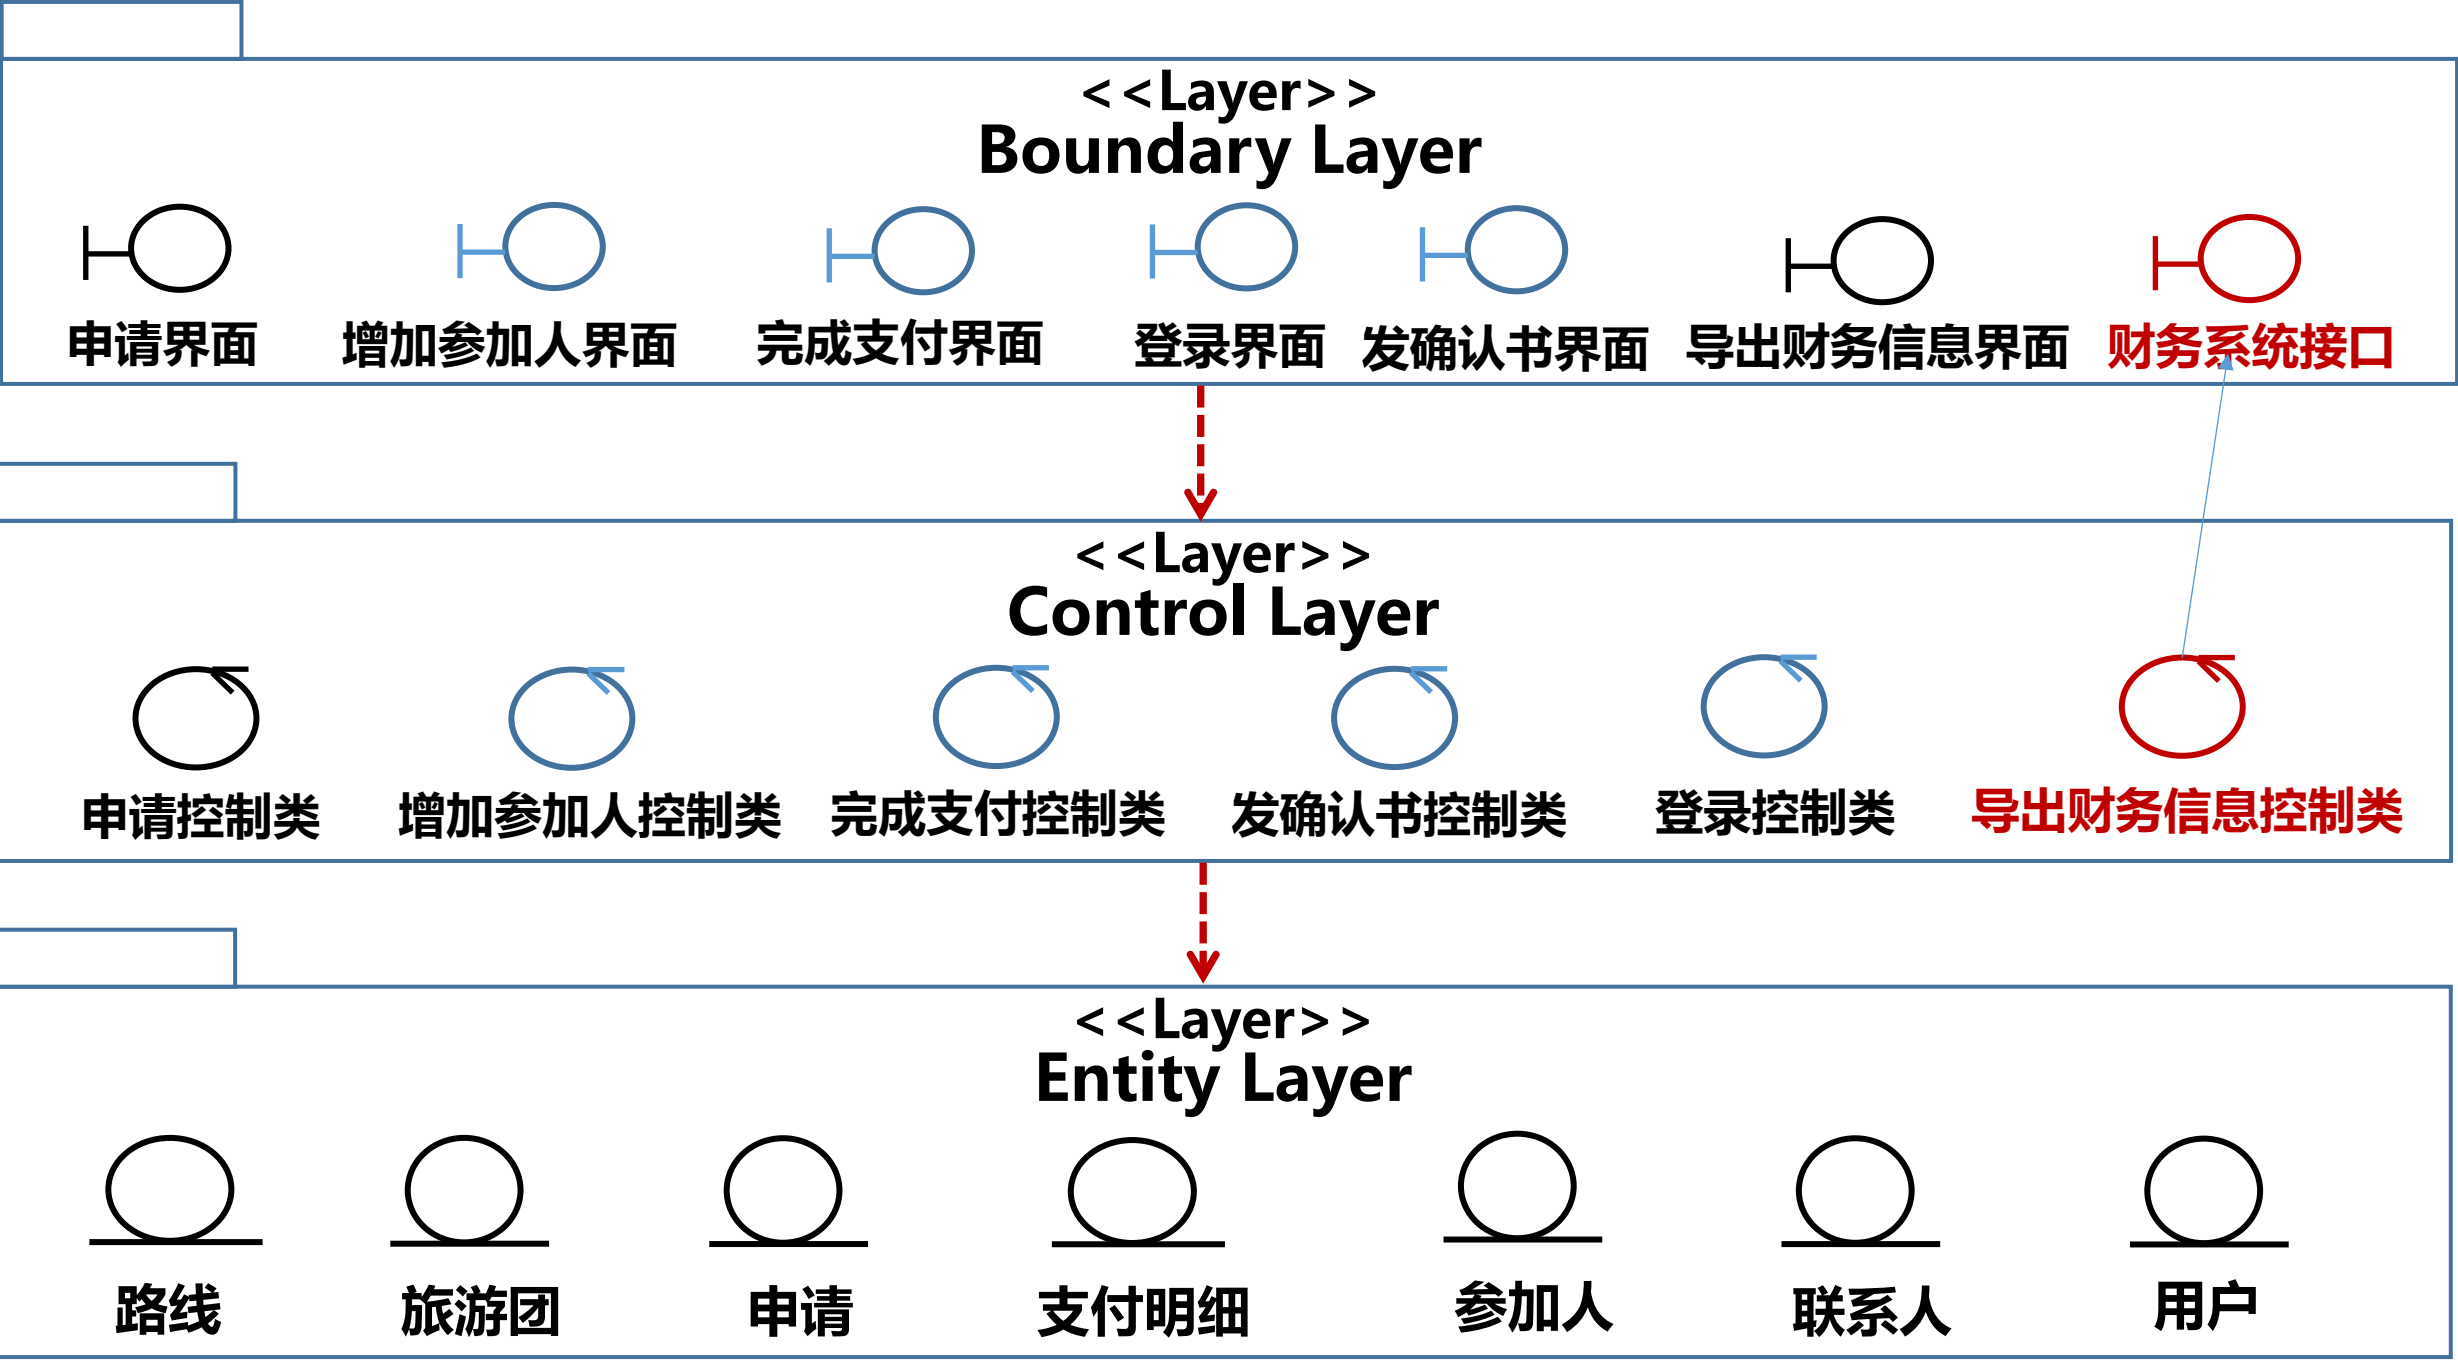 <<Layer>>
Boundary Layer
申请界面
增加参加人界面
完成支付界面
登录界面
发确认书界面
导出财务信息界面
财务系统接口
<<Layer>>
Control Layer
申请控制类
增加参加人控制类
完成支付控制类
发确认书控制类
登录控制类
导出财务信息控制类
<<Layer>>
Entity Layer
路线
旅游团
申请
支付明细
参加人
联系人
用户